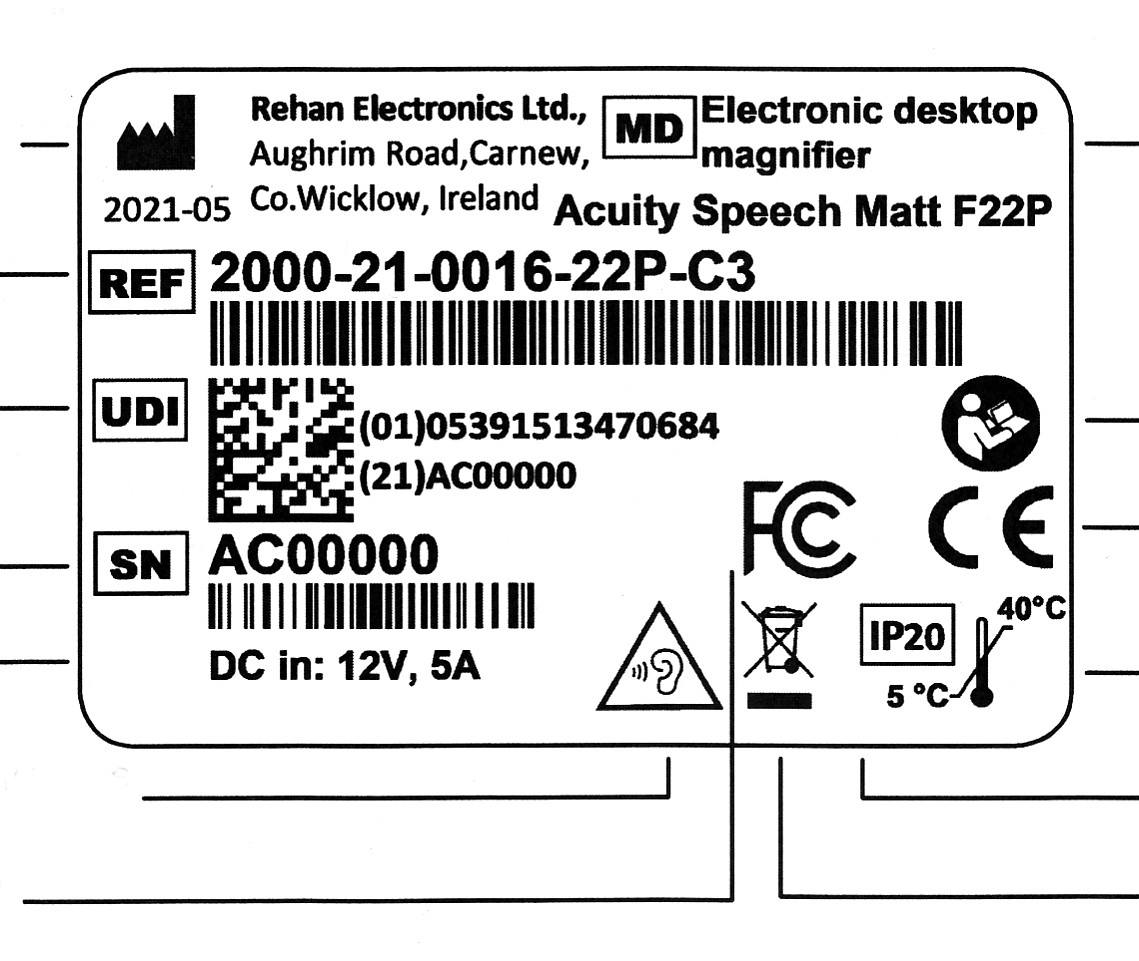 Rehan Electronics Ltd.,
Aughrim Road,Carnew,
Co.Wicklow, Ireland
2021-05
MD
Electronic desktop
magnifier
Acuity Speech Matt F22P
REF
2000-21-0016-22P-C3
UDI
(01)05391513470684
(21)AC00000
SN
AC00000
FC
CE
DC in: 12V, 5A
IP20
40°C
5 °C